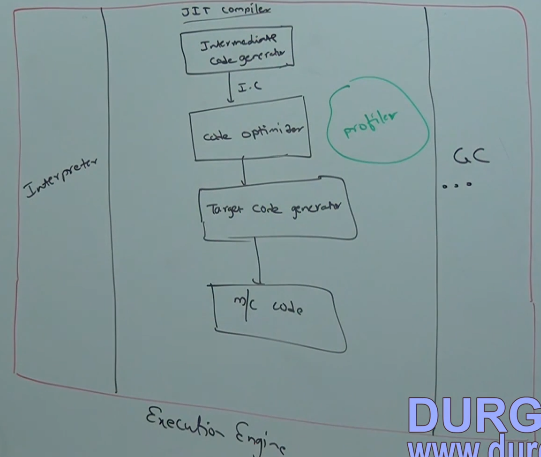 JIT Compiler
Intermediate
code generator
I.C
Code optimizer
profiler
Interpreter
GC
...
Target code generator
m/c code
Execution Engine
DURG
www.dur